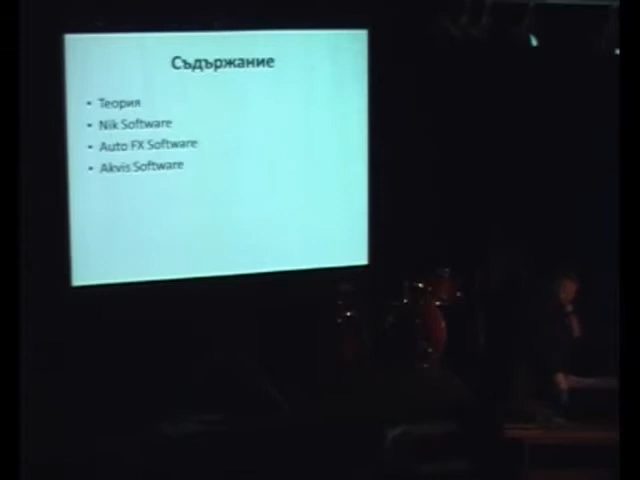 Съдържание
• Теория
• Nik Software
• Auto FX Software
• Akvis Software